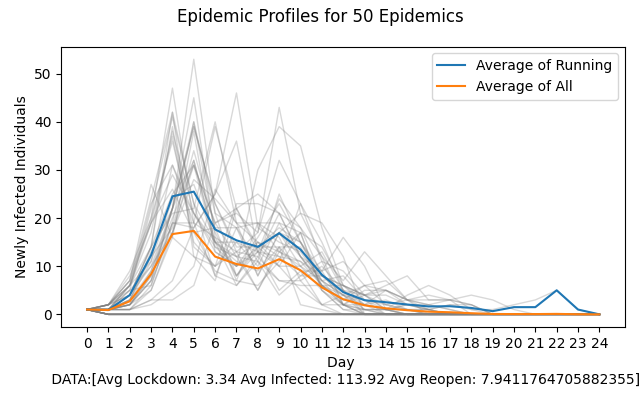 Epidemic Profiles for 50 Epidemics
Average of Running
Average of All
Newly Infected Individuals
50
40
30
20
10
0
0 1 2 3 4 5 6 7 8 9 10 11 12 13 14 15 16 17 18 19 20 21 22 23 24
Day
DATA:[Avg Lockdown: 3.34 Avg Infected: 113.92 Avg Reopen: 7.9411764705882355]